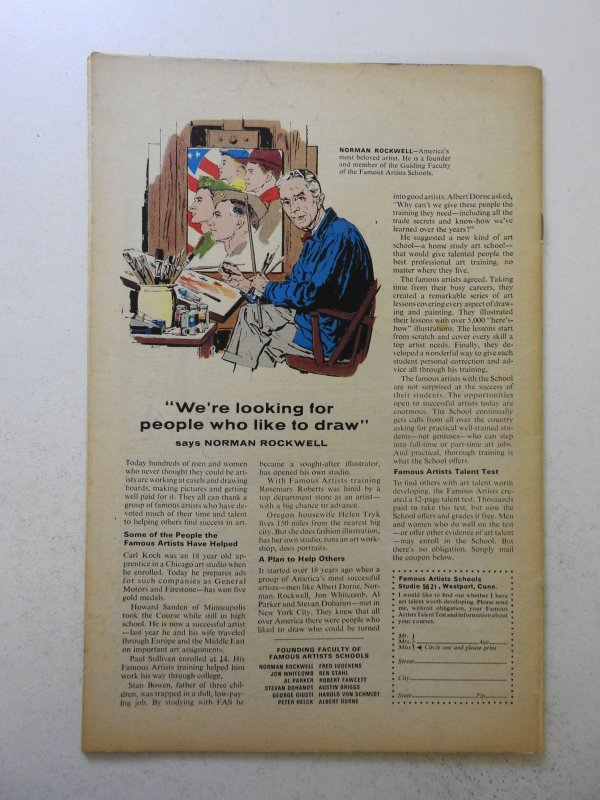 NORMAN ROCKWELL—America's
most beloved artist. He is a founder
and member of the Guiding Faculty
of the Famous Artists Schools.
"We're looking for
people who like to draw"
says NORMAN ROCKWELL
Today hundreds of men and women
who never thought they could be art-
ists are working at easels and drawing
boards, making pictures and getting
well paid for it. They all can thank a
group of famous artists who have de-
voted much of their time and talent
to helping others find success in art.
Some of the People the
Famous Artists Have Helped
Carl Koch was an 18 year old ap-
prentice in a Chicago art studio when
he enrolled. Today he prepares ads
for such companies as General
Motors and Firestone—has won five
gold medals.
Howard Sanden of Minneapolis
took the Course while still in high
school. He is now a successful artist
—last year he and his wife traveled
through Europe and the Middle East
on important art assignments.
Paul Sullivan enrolled at 14. His
Famous Artists training helped him
work his way through college.
Stan Bowen, father of three chil-
dren, was trapped in a dull, low-pay-
ing job. By studying with FAS he
became a sought-after illustrator,
has opened his own studio.
With Famous Artists training
Rosemary Roberts was hired by a
top department store as an artist—
with a big chance to advance.
Oregon housewife Helen Tryk
lives 150 miles from the nearest big
city. But she does fashion illustration,
has her own studio, runs an art work-
shop, does portraits.
A Plan to Help Others
It started over 18 years ago when a
group of America's most successful
artists—men like Albert Dorne, Nor-
man Rockwell, Jon Whitcomb, Al
Parker and Stevan Dohanos—met in
New York City. They knew that all
over America there were people who
liked to draw who could be turned
FOUNDING FACULTY OF
FAMOUS ARTISTS SCHOOLS
NORMAN ROCKWELL FRED LUDEKENS
JON WHITCOMB BEN STAHL
AL PARKER ROBERT FAWCETT
STEVAN DOHANOS AUSTIN BRIGGS
GEORGE GIUSTI HAROLD VON SCHMIDT
PETER HELCK ALBERT DORNE
into good artists. Albert Dorne asked,
"Why can't we give these people the
training they need—including all the
trade secrets and know-how we've
learned over the years?"
He suggested a new kind of art
school—a home study art school—
that would give talented people the
best professional art training, no
matter where they live.
The famous artists agreed. Taking
time from their busy careers, they
created a remarkable series of art
lessons covering every aspect of draw-
ing and painting. They illustrated
their lessons with over 5,000 "here's-
how" illustrations. The lessons start
from scratch and cover every skill a
top artist needs. Finally, they de-
veloped a wonderful way to give each
student personal correction and ad-
vice all through his training.
The famous artists with the School
are not surprised at the success of
their students. The opportunities
open to successful artists today are
enormous. The School continually
gets calls from all over the country
asking for practical well-trained stu-
dents—not geniuses—who can step
into full-time or part-time art jobs.
And practical, thorough training is
what the School offers.
Famous Artists Talent Test
To find others with art talent worth
developing, the Famous Artists cre-
ated a 12-page talent test. Thousands
paid to take this test, but now the
School offers and grades it free. Men
and women who do well on the test
—or offer other evidence of art talent
—may enroll in the School. But
there's no obligation. Simply mail
the coupon below.
Famous Artists Schools
Studio 5621, Westport, Conn.
I would like to find out whether I have
art talent worth developing. Please send
me, without obligation, your Famous
Artists Talent Test and information about
your courses.
Mr.
Mrs. Age
Miss Circle one and please print
Street
City
State Zip